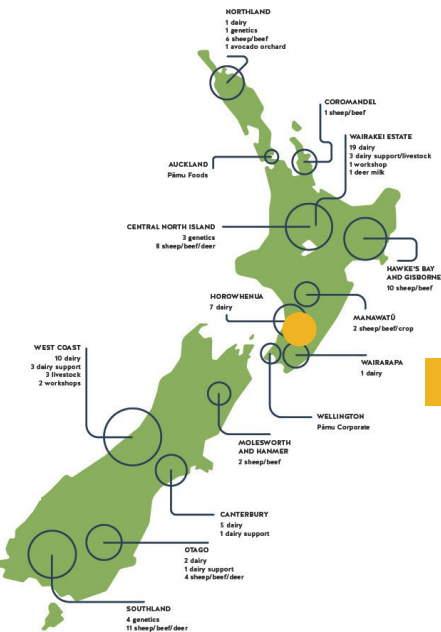 NORTHLAND
1 dairy
1 genetics
6 sheep/beef
1 avocado orchard
COROMANDEL
1 sheep/beef
WAIRAKEI ESTATE
19 dairy
3 dairy support/livestock
1 workshop
1 deer milk
AUCKLAND
Pāmu Foods
CENTRAL NORTH ISLAND
3 genetics
8 sheep/beef/deer
HAWKE'S BAY
AND GISBORNE
10 sheep/beef
HOROWHENUA
7 dairy
MANAWATŪ
2 sheep/beef/crop
WEST COAST
10 dairy
3 dairy support
3 livestock
2 workshops
WAIRARAPA
1 dairy
WELLINGTON
Pāmu Corporate
MOLESWORTH
AND HANMER
2 sheep/beef
CANTERBURY
5 dairy
1 dairy support
OTAGO
2 dairy
1 dairy support
4 sheep/beef/deer
SOUTHLAND
4 genetics
11 sheep/beef/deer